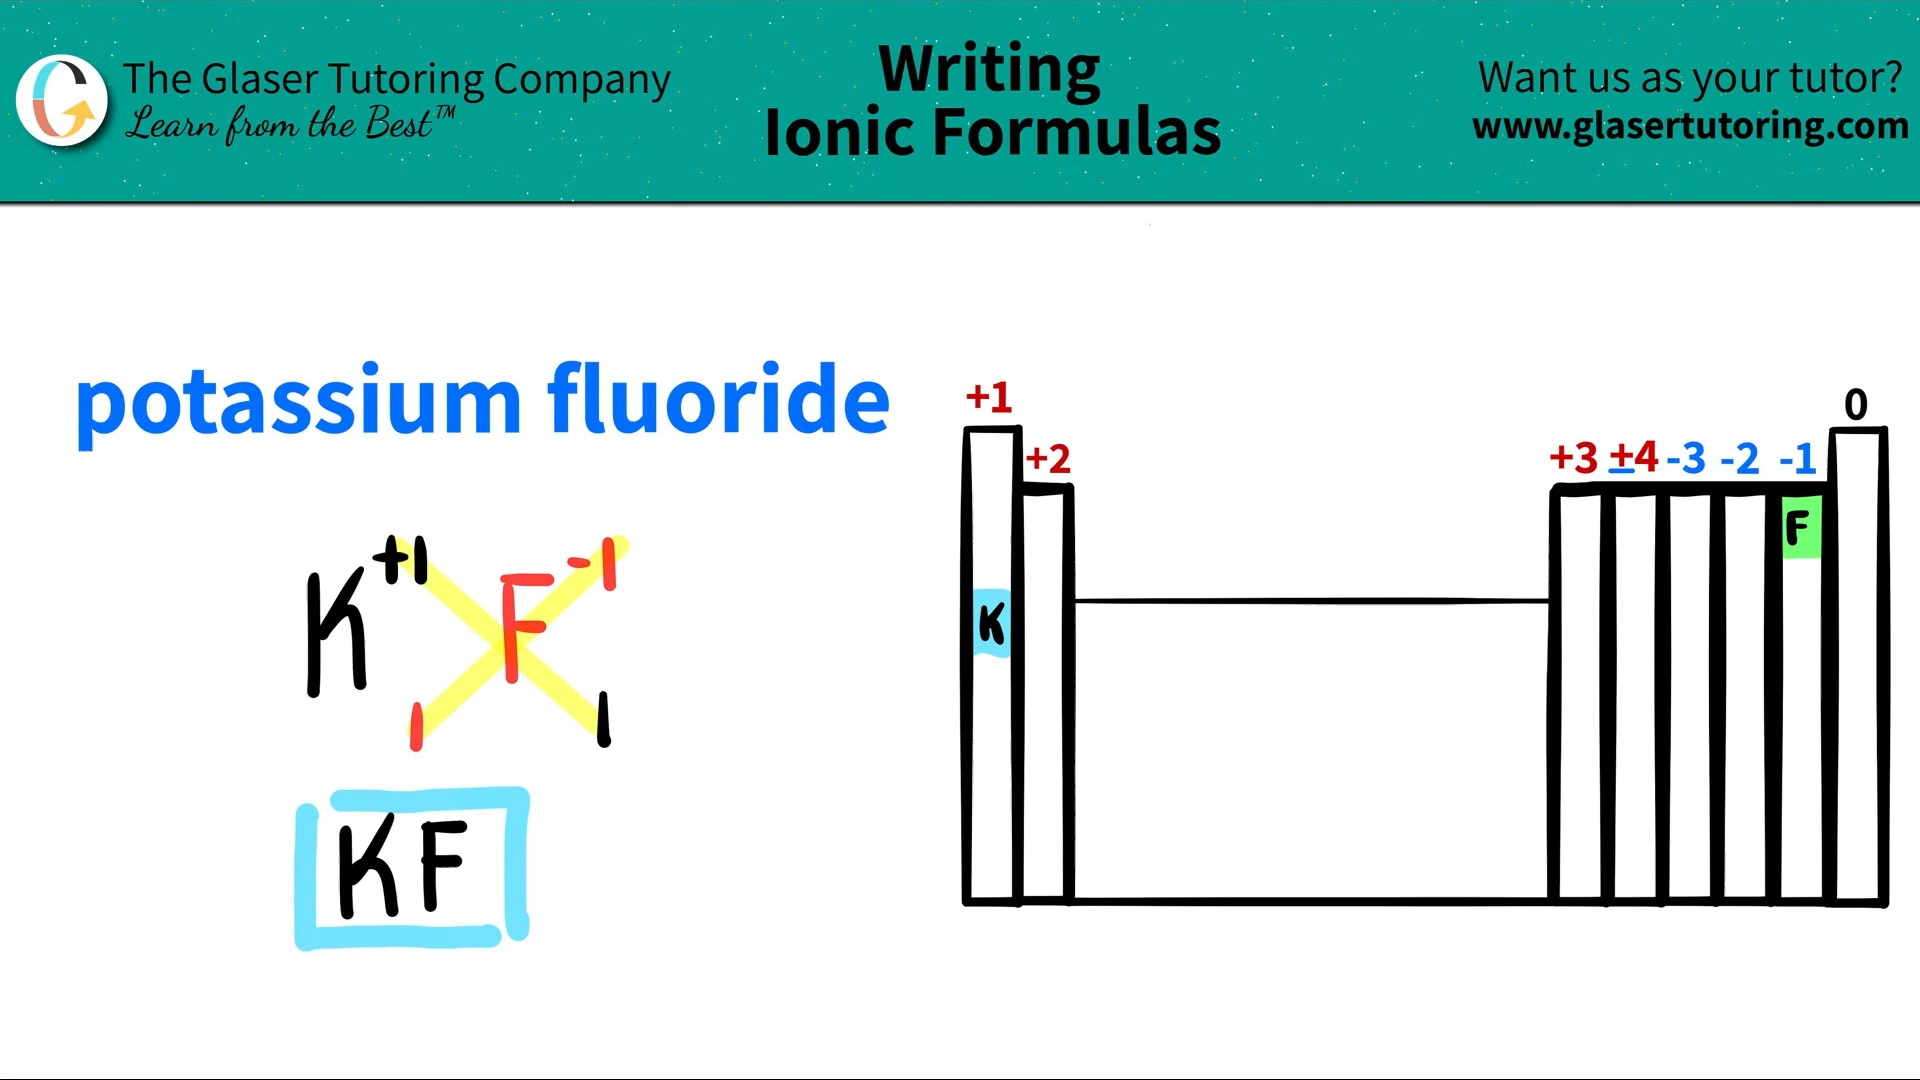 The Glaser Tutoring Company
Learn from the Best™
Writing
Ionic Formulas
Want us as your tutor?
www.glasertutoring.com
potassium fluoride
K+1 F-1
1 1
KF
+1
+2
+3 ±4 -3 -2 -1
0
F
K